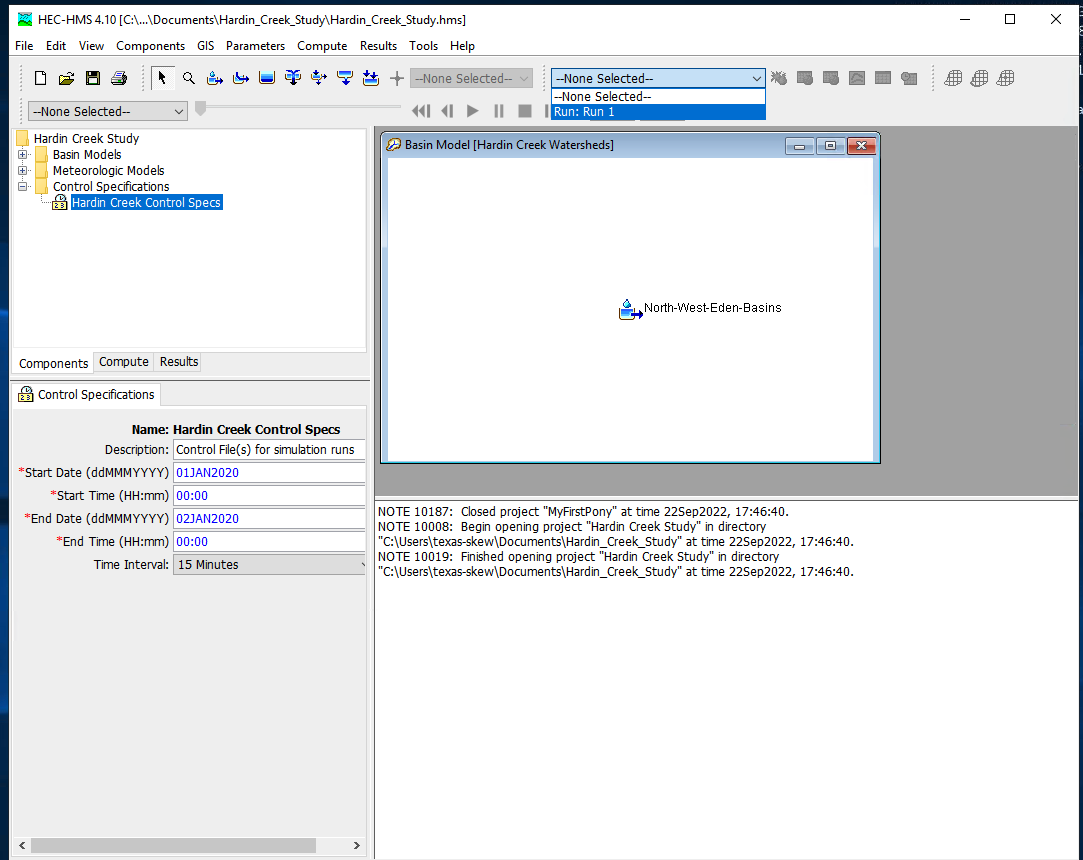 HEC-HMS 4.10 [C:\...\Documents\Hardin_Creek_Study\Hardin_Creek_Study.hms]
File Edit View Components GIS Parameters Compute Results Tools Help
--None Selected-- --None Selected--
--None Selected--
Run: Run 1
--None Selected--
Hardin Creek Study
Basin Models
Meteorologic Models
Control Specifications
Hardin Creek Control Specs
Components Compute Results
Basin Model [Hardin Creek Watersheds]
North-West-Eden-Basins
Control Specifications
Name: Hardin Creek Control Specs
Description: Control File(s) for simulation runs
*Start Date (ddMMMYYYY) 01JAN2020
*Start Time (HH:mm) 00:00
*End Date (ddMMMYYYY) 02JAN2020
*End Time (HH:mm) 00:00
Time Interval: 15 Minutes
NOTE 10187: Closed project "MyFirstPony" at time 22Sep2022, 17:46:40.
NOTE 10008: Begin opening project "Hardin Creek Study" in directory
"C:\Users\texas-skew\Documents\Hardin_Creek_Study" at time 22Sep2022, 17:46:40.
NOTE 10019: Finished opening project "Hardin Creek Study" in directory
"C:\Users\texas-skew\Documents\Hardin_Creek_Study" at time 22Sep2022, 17:46:40.